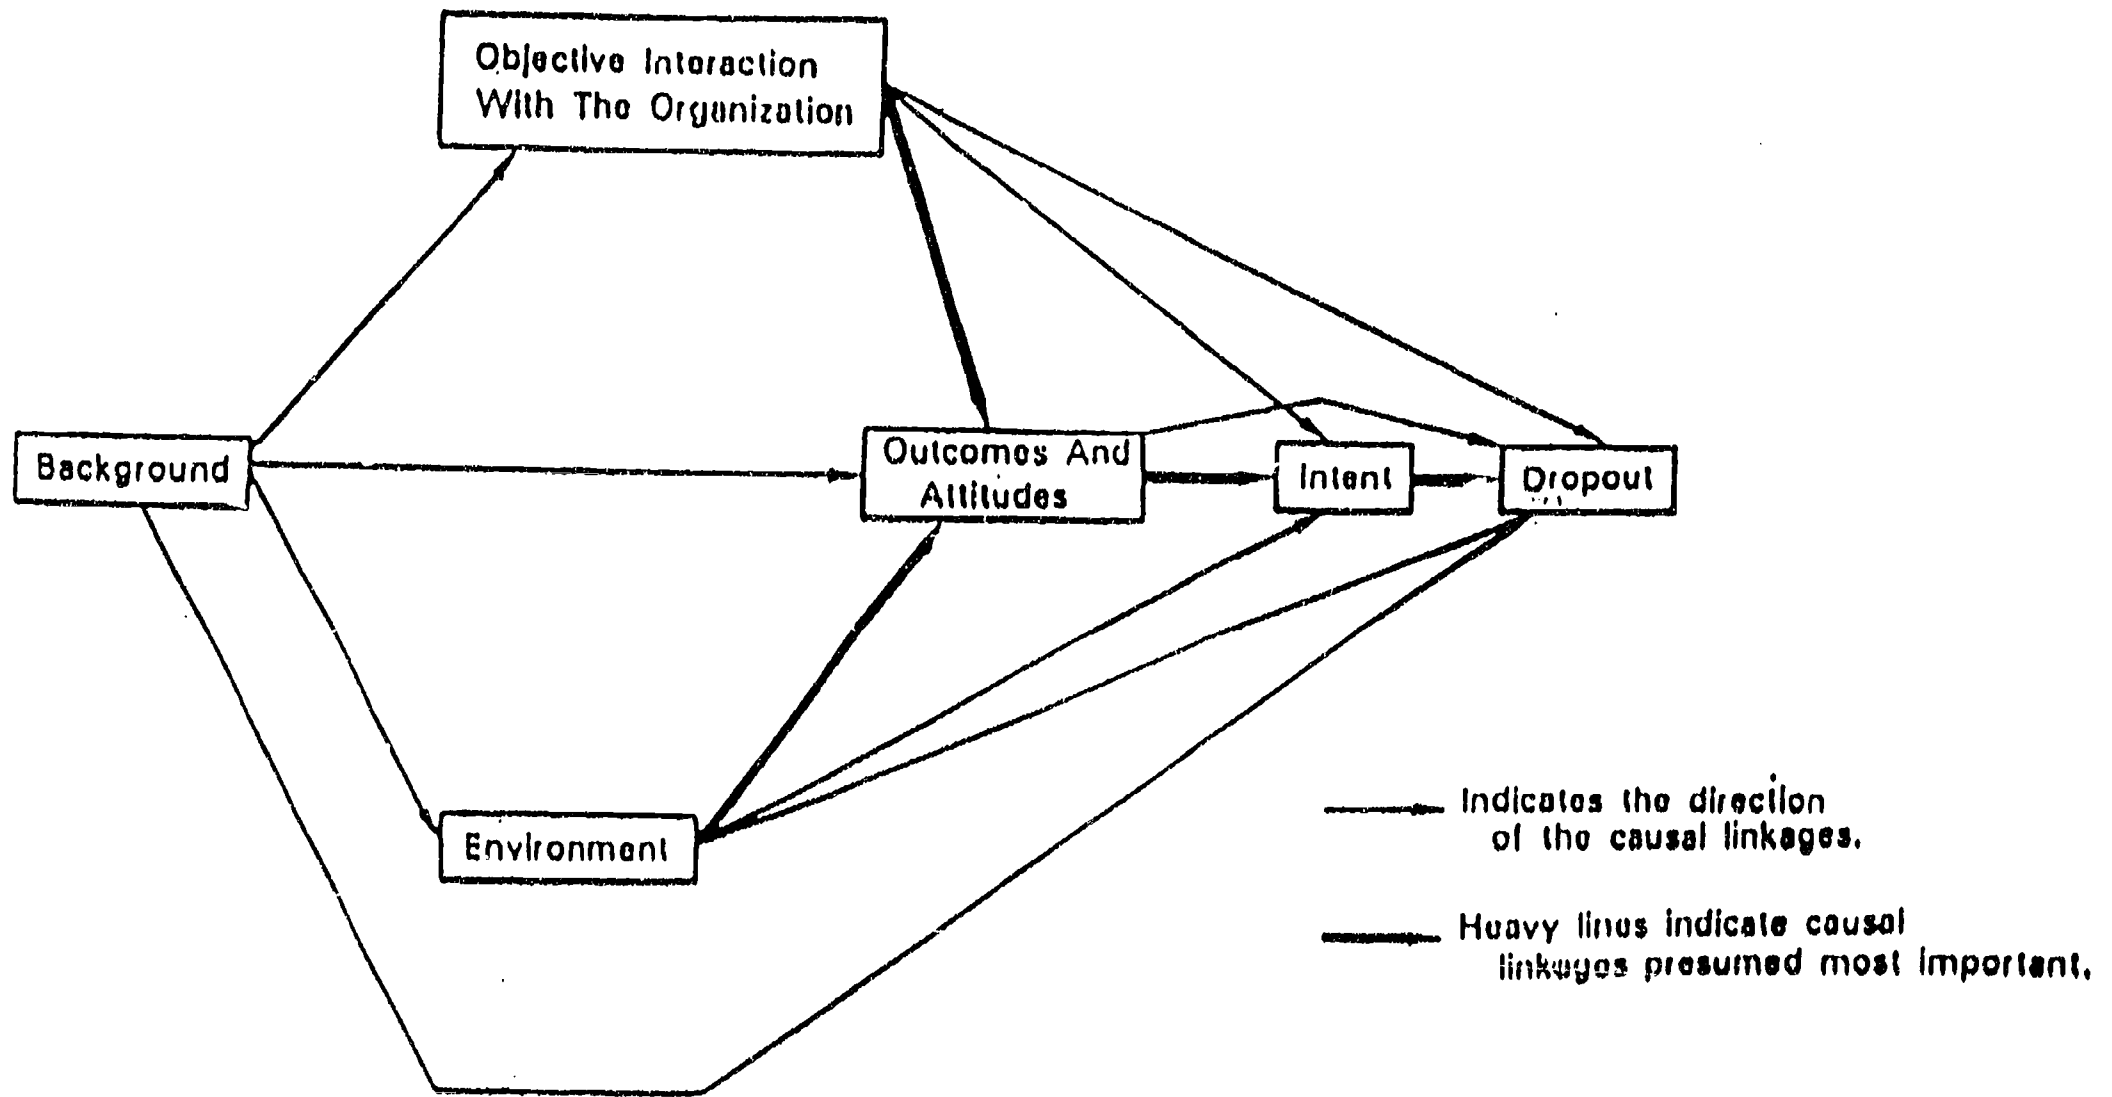 Objective Interaction
With The Organization
Background
Outcomes And
Attitudes
Intent
Dropout
Environment
Indicates the direction
of the causal linkages.
Heavy lines indicate causal
linkages presumed most important.